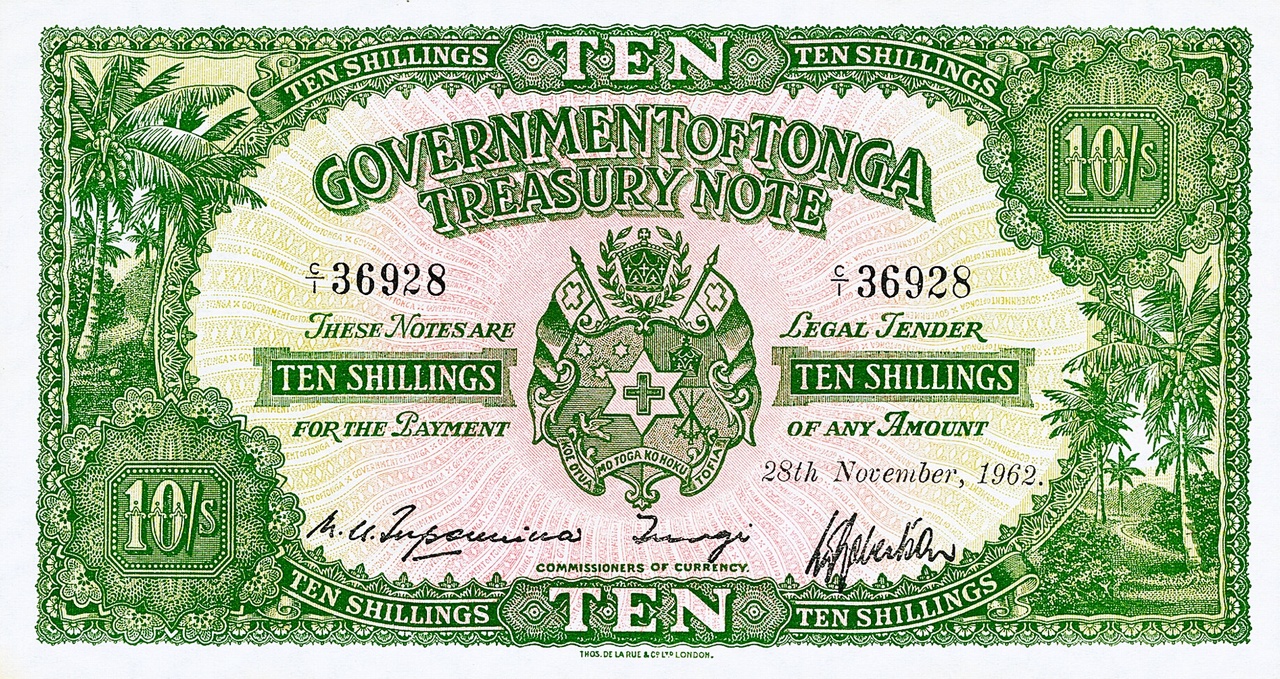 TEN SHILLINGS TEN TEN SHILLINGS
10/s
GOVERNMENT OF TONGA
TREASURY NOTE
C/1 36928 C/1 36928
THESE NOTES ARE LEGAL TENDER
TEN SHILLINGS TEN SHILLINGS
FOR THE PAYMENT OF ANY AMOUNT
KOE OTUA MO TOGA KO HOKU TOFIA
28th November, 1962.
10/s
COMMISSIONERS OF CURRENCY.
TEN SHILLINGS TEN TEN SHILLINGS
THOS. DE LA RUE & CO LTD LONDON.